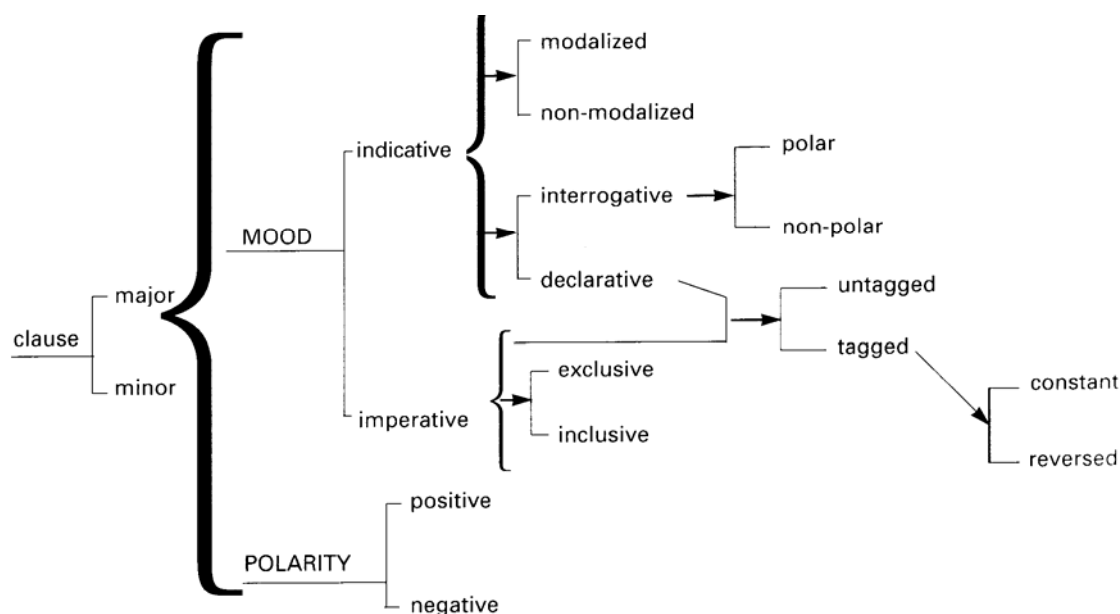 modalized
non-modalized
indicative
polar
interrogative
non-polar
MOOD
declarative
major
untagged
clause
tagged
exclusive
minor
constant
imperative
inclusive
reversed
positive
POLARITY
negative